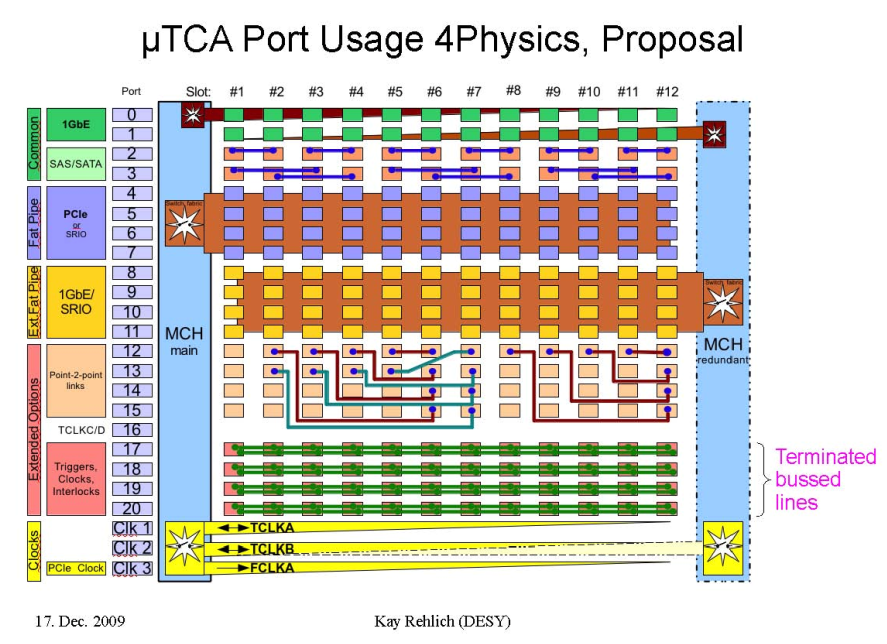 µTCA Port Usage 4Physics, Proposal
Port Slot: #1 #2 #3 #4 #5 #6 #7 #8 #9 #10 #11 #12
Common
1GbE
SAS/SATA
0
1
2
3
Fat Pipe
PCIe
or
SRIO
4
5
6
7
Switch fabric
Ext.Fat Pipe
1GbE/
SRIO
8
9
10
11
Switch fabric
MCH
main
MCH
redundant
Extended Options
Point-2-point
links
12
13
14
15
TCLKC/D
16
Triggers,
Clocks,
Interlocks
17
18
19
20
Terminated
bussed
lines
Clocks
Clk 1
Clk 2
PCIe Clock
Clk 3
TCLKA
TCLKB
FCLKA
17. Dec. 2009
Kay Rehlich (DESY)